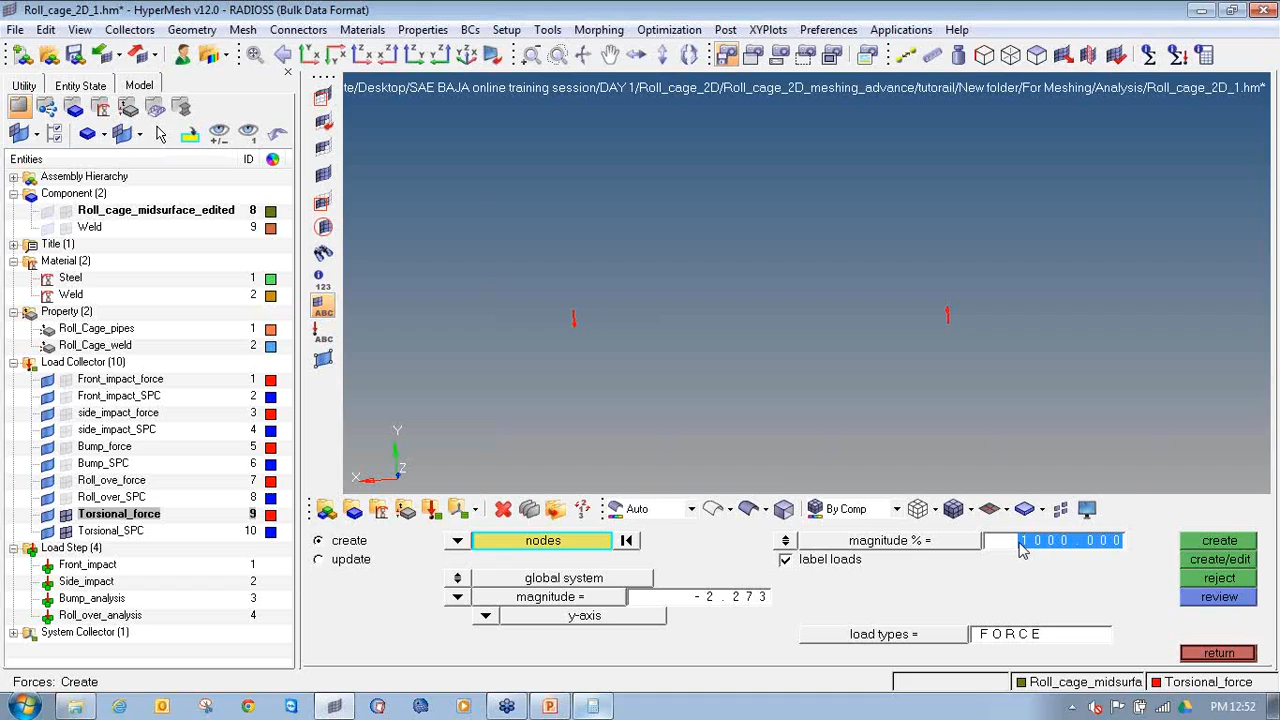 Roll_cage_2D_1.hm* - HyperMesh v12.0 - RADIOSS (Bulk Data Format)
File Edit View Collectors Geometry Mesh Connectors Materials Properties BCs Setup Tools Morphing Optimization Post XYPlots Preferences Applications Help
Utility Entity State Model
te/Desktop/SAE BAJA online training session/DAY 1/Roll_cage_2D/Roll_cage_2D_meshing_advance/tutorail/New folder/For Meshing/Analysis/Roll_cage_2D_1.hm*
Entities ID
Assembly Hierarchy
Component (2)
Roll_cage_midsurface_edited 8
Weld 9
Title (1)
Material (2)
Steel 1
Weld 2
Property (2)
Roll_Cage_pipes 1
Roll_Cage_weld 2
Load Collector (10)
Front_impact_force 1
Front_impact_SPC 2
side_impact_force 3
side_impact_SPC 4
Bump_force 5
Bump_SPC 6
Roll_ove_force 7
Roll_over_SPC 8
Torsional_force 9
Torsional_SPC 10
Load Step (4)
Front_impact 1
Side_impact 2
Bump_analysis 3
Roll_over_analysis 4
System Collector (1)
123
ABC
ABC
Y
X
Z
Auto By Comp
create nodes magnitude % = 1000.000 create
update label loads create/edit
global system reject
magnitude = -2.273 review
y-axis
load types = FORCE
return
Forces: Create Roll_cage_midsurfa Torsional_force
PM 12:52